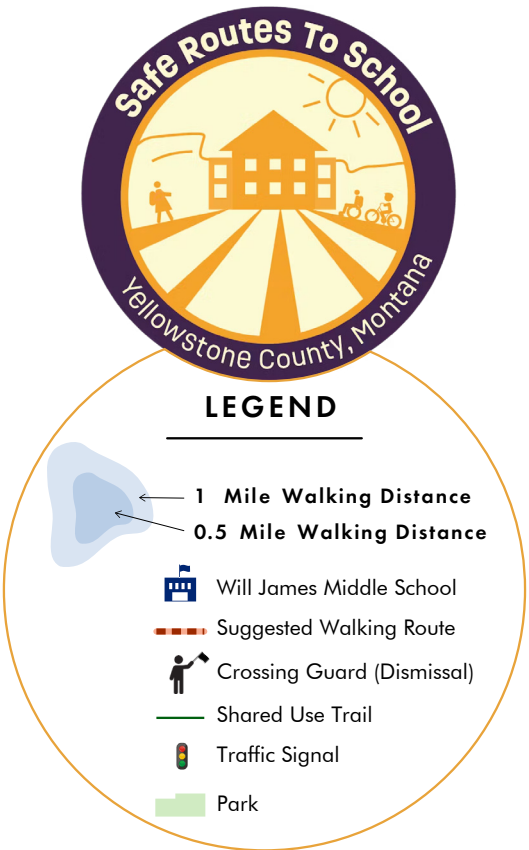 Safe Routes To School
Yellowstone County, Montana
LEGEND
1 Mile Walking Distance
0.5 Mile Walking Distance
Will James Middle School
Suggested Walking Route
Crossing Guard (Dismissal)
Shared Use Trail
Traffic Signal
Park